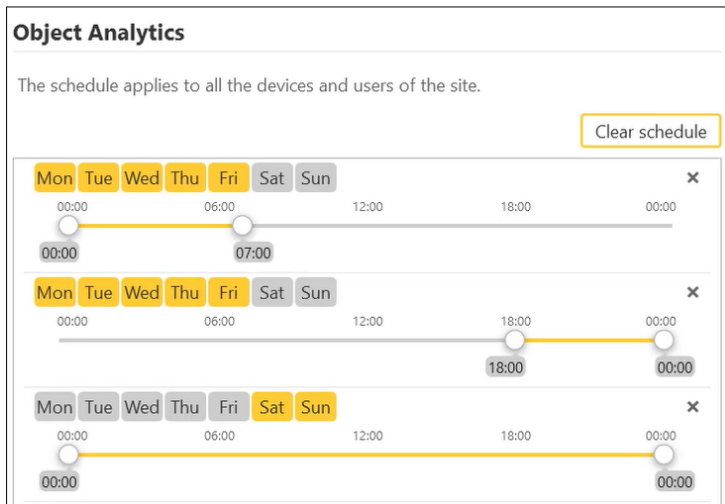 Object Analytics
The schedule applies to all the devices and users of the site.
Clear schedule
Mon Tue Wed Thu Fri Sat Sun
00:00 06:00 12:00 18:00 00:00
00:00 07:00
Mon Tue Wed Thu Fri Sat Sun
00:00 06:00 12:00 18:00 00:00
18:00 00:00
Mon Tue Wed Thu Fri Sat Sun
00:00 06:00 12:00 18:00 00:00
00:00 00:00